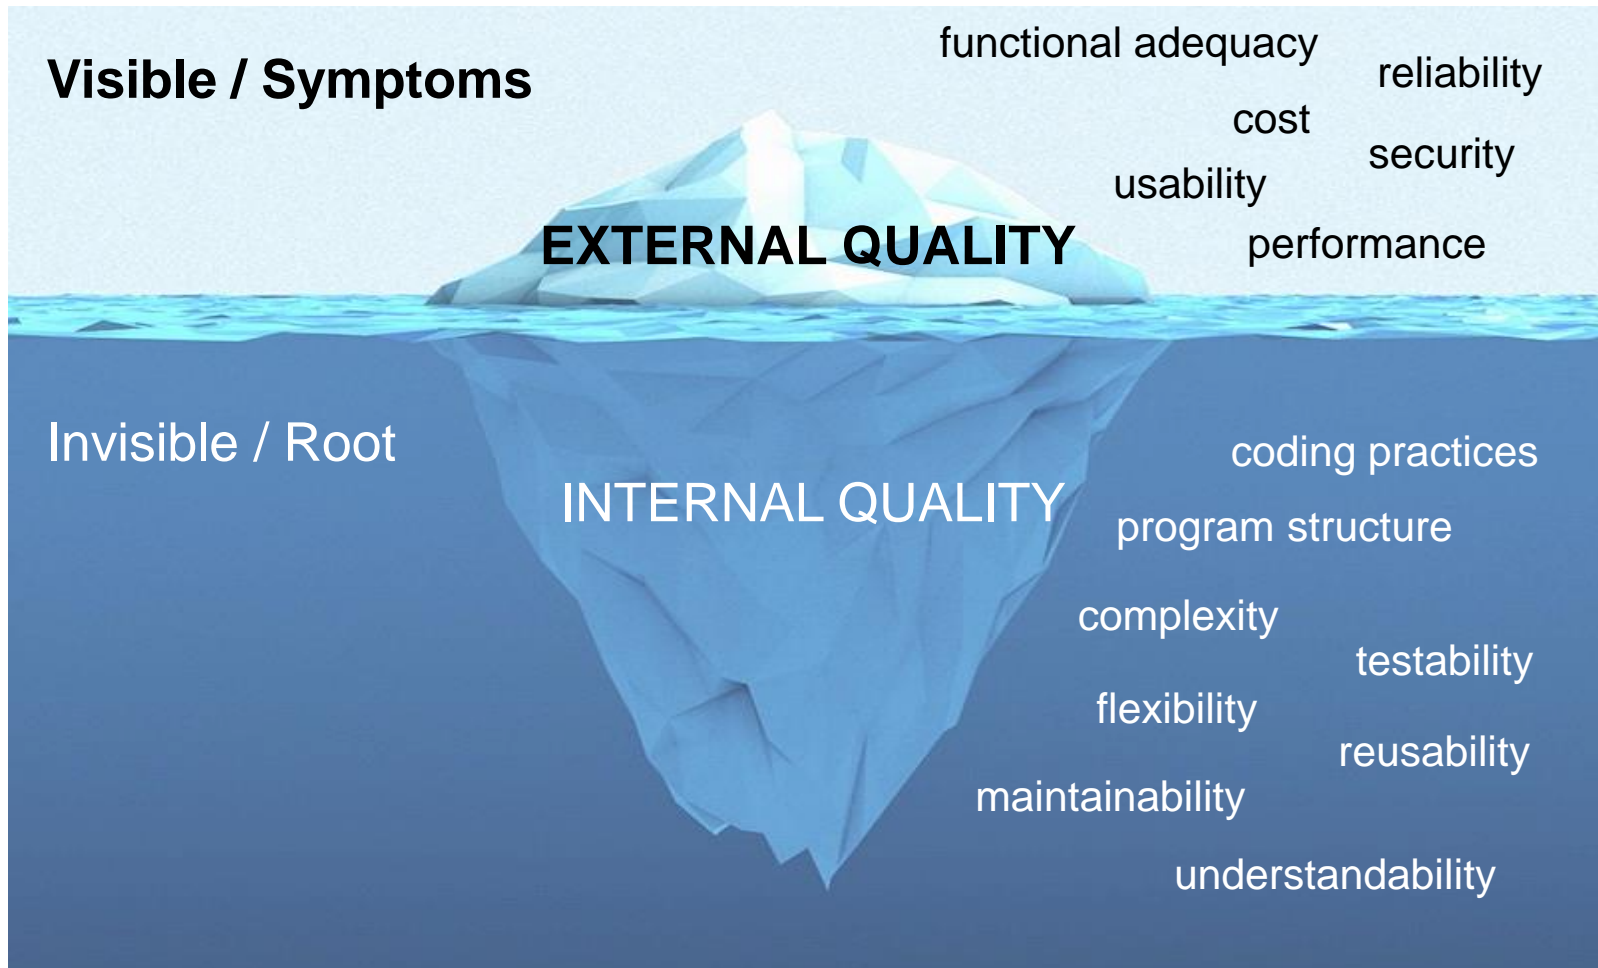 Visible / Symptoms
functional adequacy
reliability
cost
security
usability
EXTERNAL QUALITY
performance
Invisible / Root
coding practices
INTERNAL QUALITY
program structure
complexity
testability
flexibility
reusability
maintainability
understandability